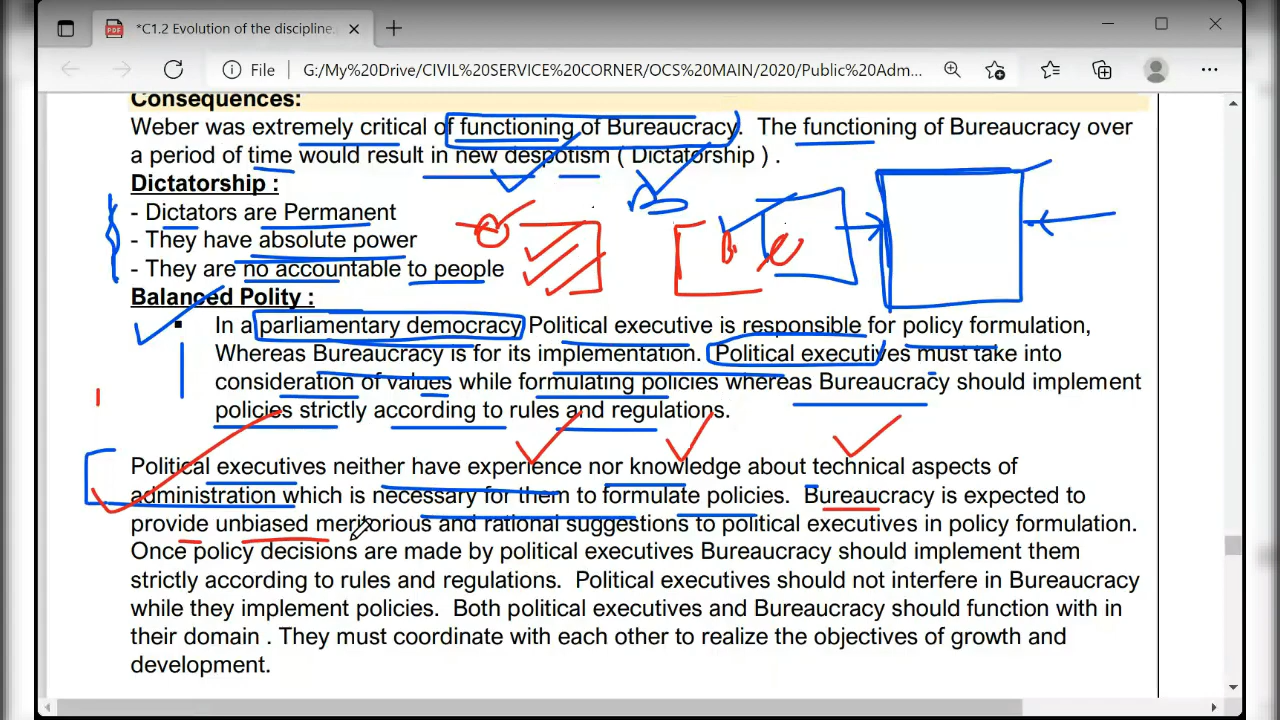 *C1.2 Evolution of the discipline.
File
G:/My%20Drive/CIVIL%20SERVICE%20CORNER/OCS%20MAIN/2020/Public%20Adm...
Consequences:
Weber was extremely critical of functioning of Bureaucracy. The functioning of Bureaucracy over
a period of time would result in new despotism ( Dictatorship ) .
Dictatorship :
- Dictators are Permanent
- They have absolute power
- They are no accountable to people
Balanced Polity :
▪ In a parliamentary democracy Political executive is responsible for policy formulation,
Whereas Bureaucracy is for its implementation. Political executives must take into
consideration of values while formulating policies whereas Bureaucracy should implement
policies strictly according to rules and regulations.
Political executives neither have experience nor knowledge about technical aspects of
administration which is necessary for them to formulate policies. Bureaucracy is expected to
provide unbiased meritorious and rational suggestions to political executives in policy formulation.
Once policy decisions are made by political executives Bureaucracy should implement them
strictly according to rules and regulations. Political executives should not interfere in Bureaucracy
while they implement policies. Both political executives and Bureaucracy should function with in
their domain . They must coordinate with each other to realize the objectives of growth and
development.